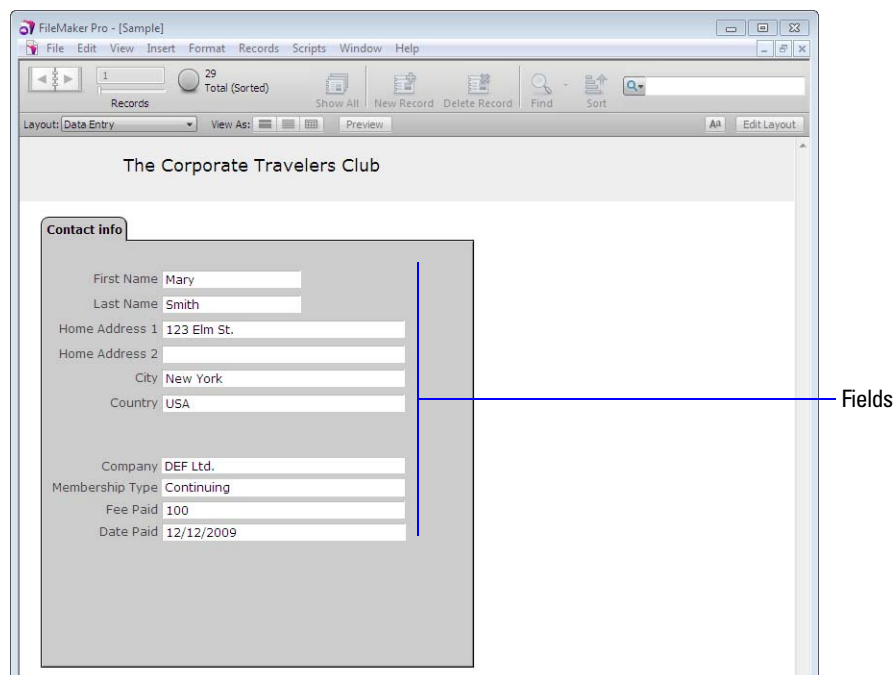 FileMaker Pro - [Sample]
File Edit View Insert Format Records Scripts Window Help
1
29
Total (Sorted)
Records
Show All New Record Delete Record Find Sort
Layout: Data Entry View As: Preview Aa Edit Layout
The Corporate Travelers Club
Contact info
First Name Mary
Last Name Smith
Home Address 1 123 Elm St.
Home Address 2
City New York
Country USA
Fields
Company DEF Ltd.
Membership Type Continuing
Fee Paid 100
Date Paid 12/12/2009